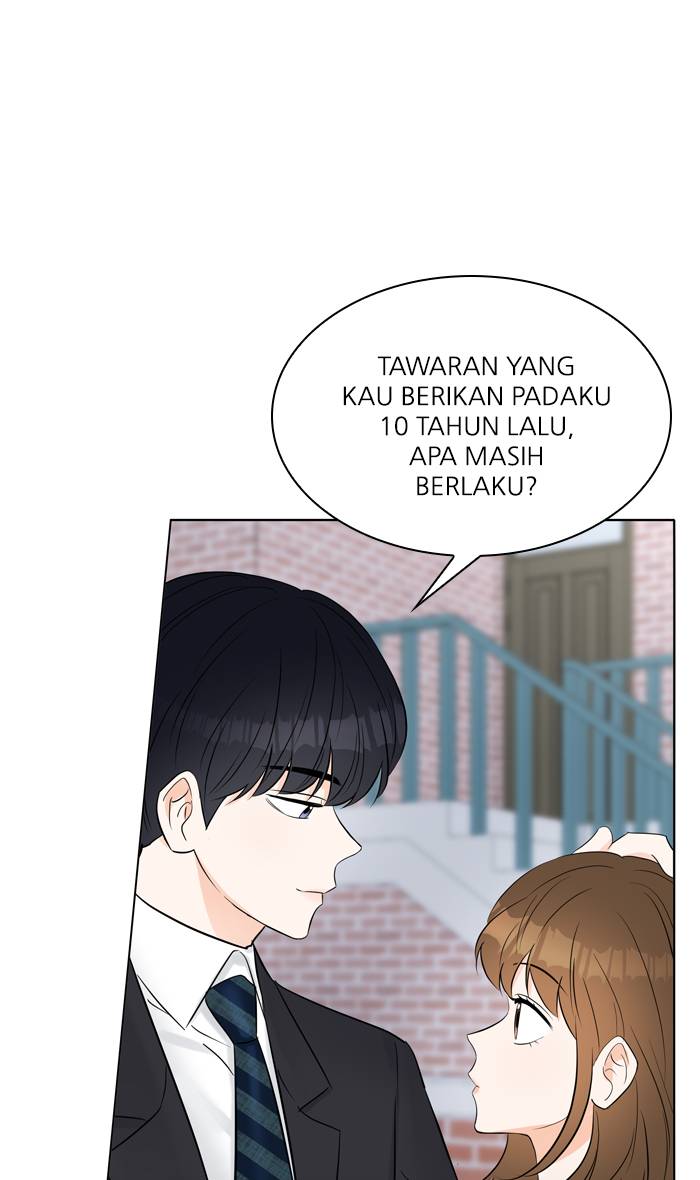 TAWARAN YANG
KAU BERIKAN PADAKU
10 TAHUN LALU,
APA MASIH
BERLAKU?